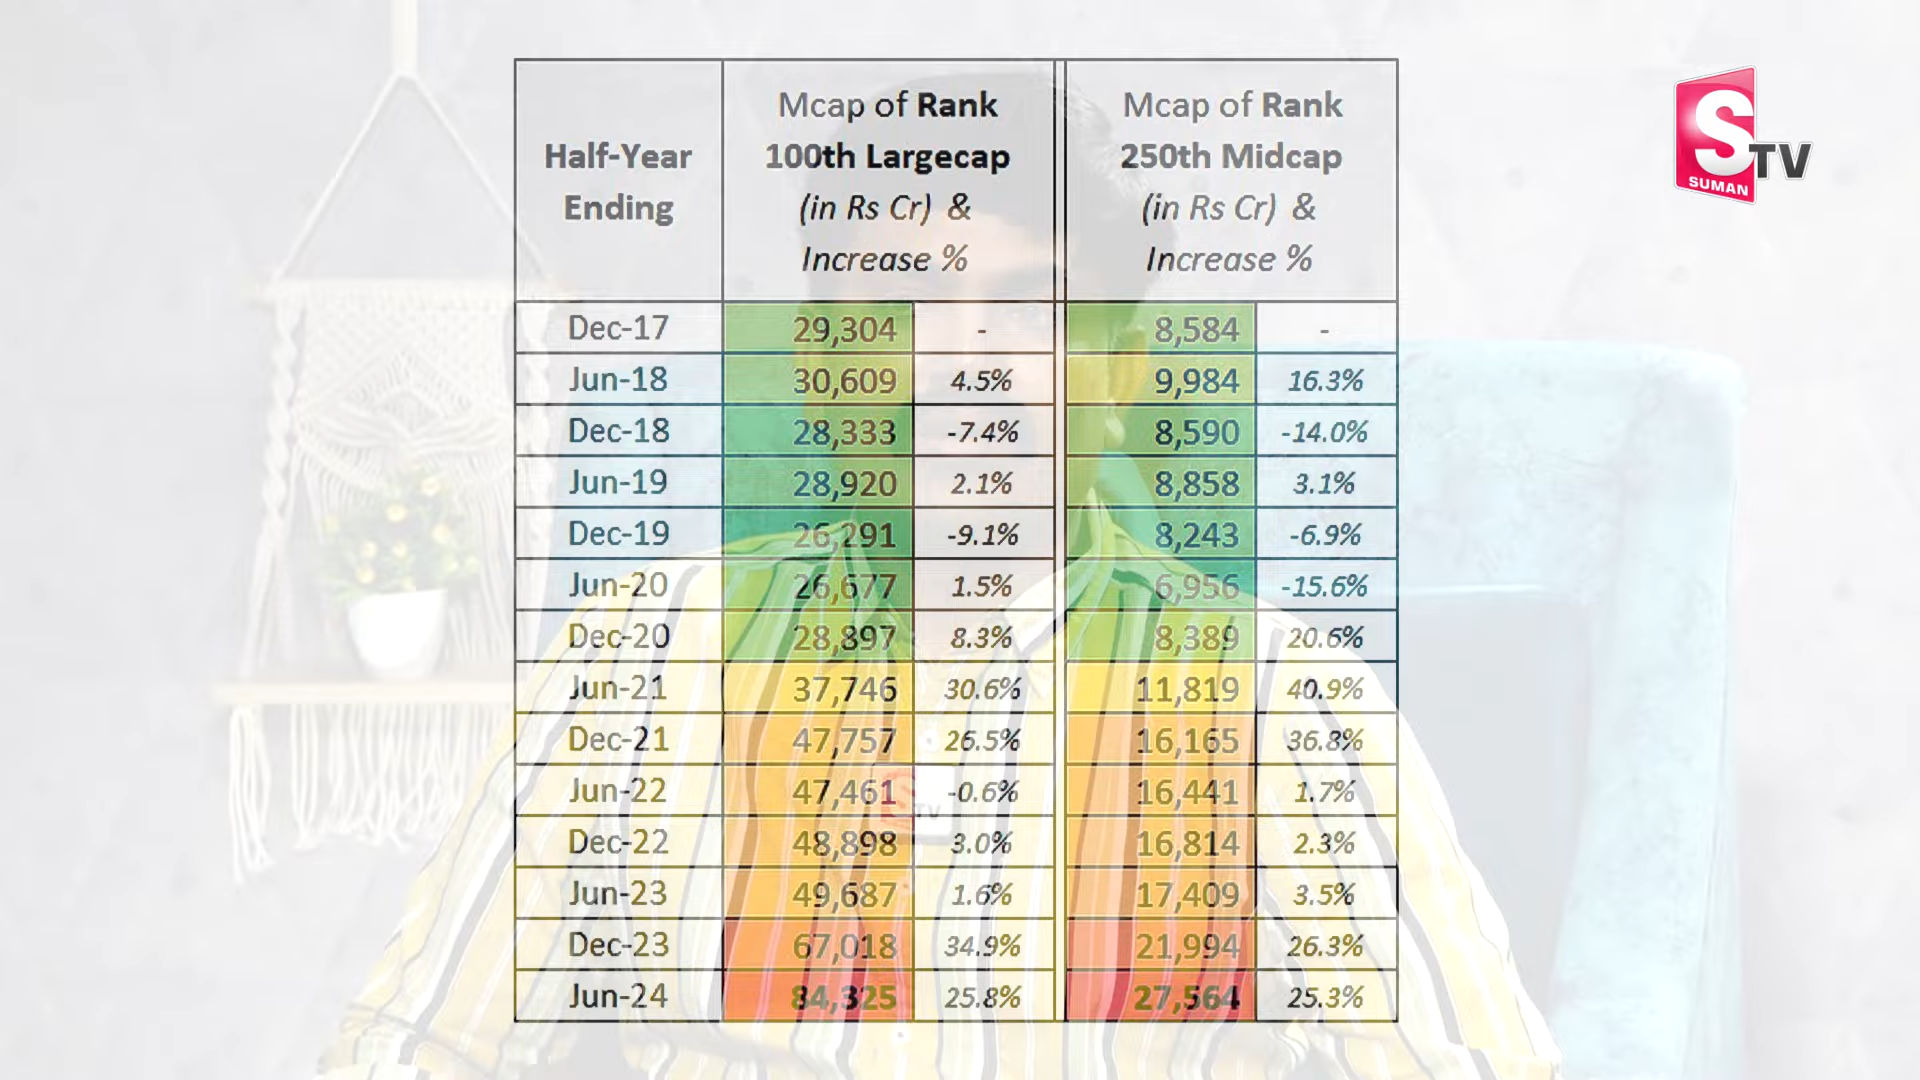 Half-Year Ending
Mcap of Rank 100th Largecap (in Rs Cr) & Increase %
Mcap of Rank 250th Midcap (in Rs Cr) & Increase %
Dec-17 29,304 - 8,584 -
Jun-18 30,609 4.5% 9,984 16.3%
Dec-18 28,333 -7.4% 8,590 -14.0%
Jun-19 28,920 2.1% 8,858 3.1%
Dec-19 26,291 -9.1% 8,243 -6.9%
Jun-20 26,677 1.5% 6,956 -15.6%
Dec-20 28,897 8.3% 8,389 20.6%
Jun-21 37,746 30.6% 11,819 40.9%
Dec-21 47,757 26.5% 16,165 36.8%
Jun-22 47,461 -0.6% 16,441 1.7%
Dec-22 48,898 3.0% 16,814 2.3%
Jun-23 49,687 1.6% 17,409 3.5%
Dec-23 67,018 34.9% 21,994 26.3%
Jun-24 84,325 25.8% 27,564 25.3%
S TV
SUMAN
S TV